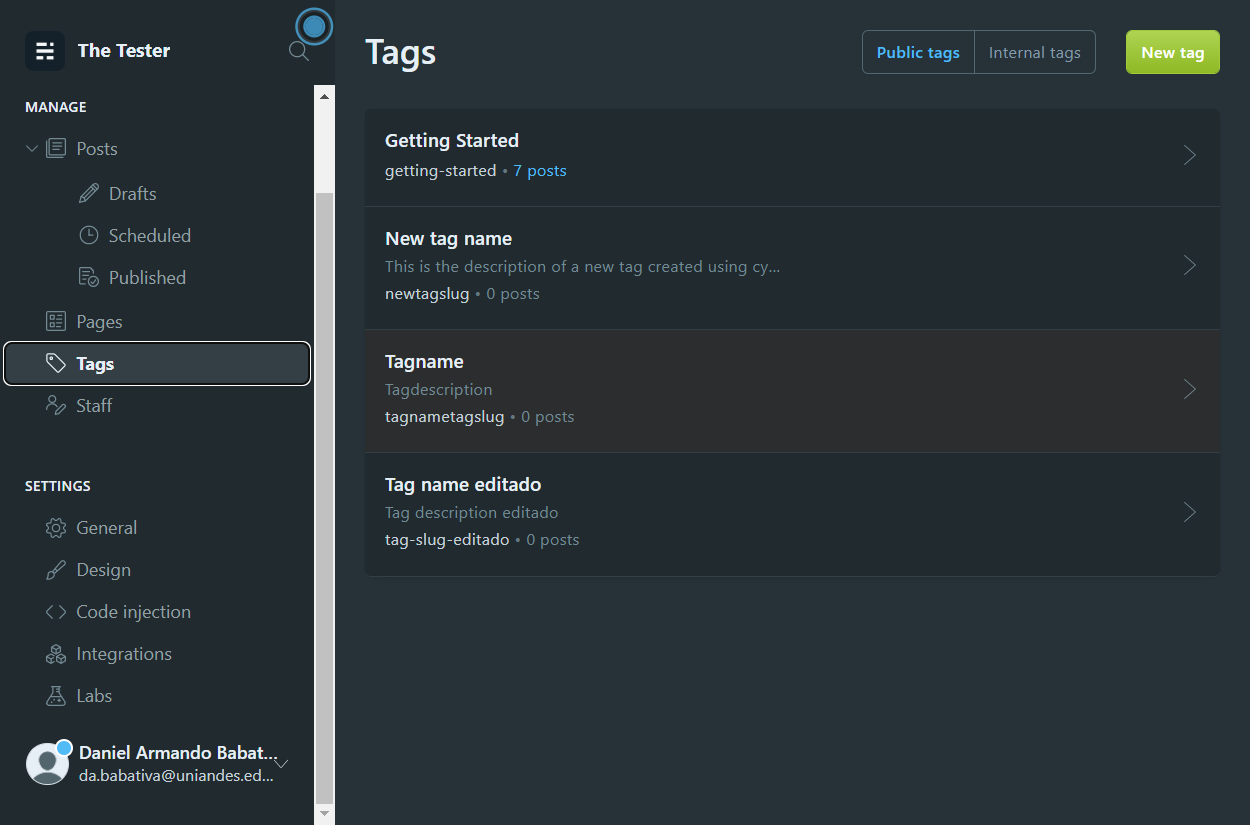 The Tester
MANAGE
Posts
Drafts
Scheduled
Published
Pages
Tags
Staff
SETTINGS
General
Design
Code injection
Integrations
Labs
Daniel Armando Babat...
da.babativa@uniandes.ed...
Tags
Public tags
Internal tags
New tag
Getting Started
getting-started • 7 posts
New tag name
This is the description of a new tag created using cy...
newtagslug • 0 posts
Tagname
Tagdescription
tagnametagslug • 0 posts
Tag name editado
Tag description editado
tag-slug-editado • 0 posts